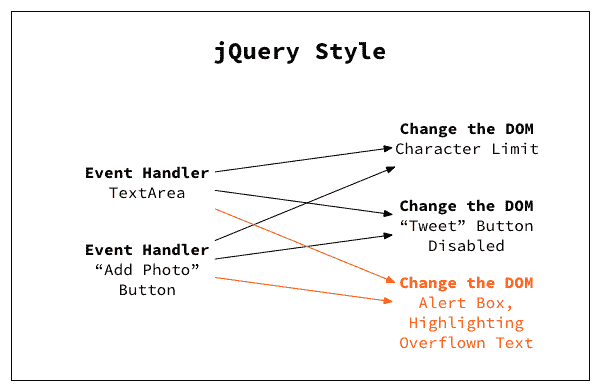 jQuery Style
Event Handler
TextArea
Event Handler
“Add Photo”
Button
Change the DOM
Character Limit
Change the DOM
“Tweet” Button
Disabled
Change the DOM
Alert Box,
Highlighting
Overflown Text